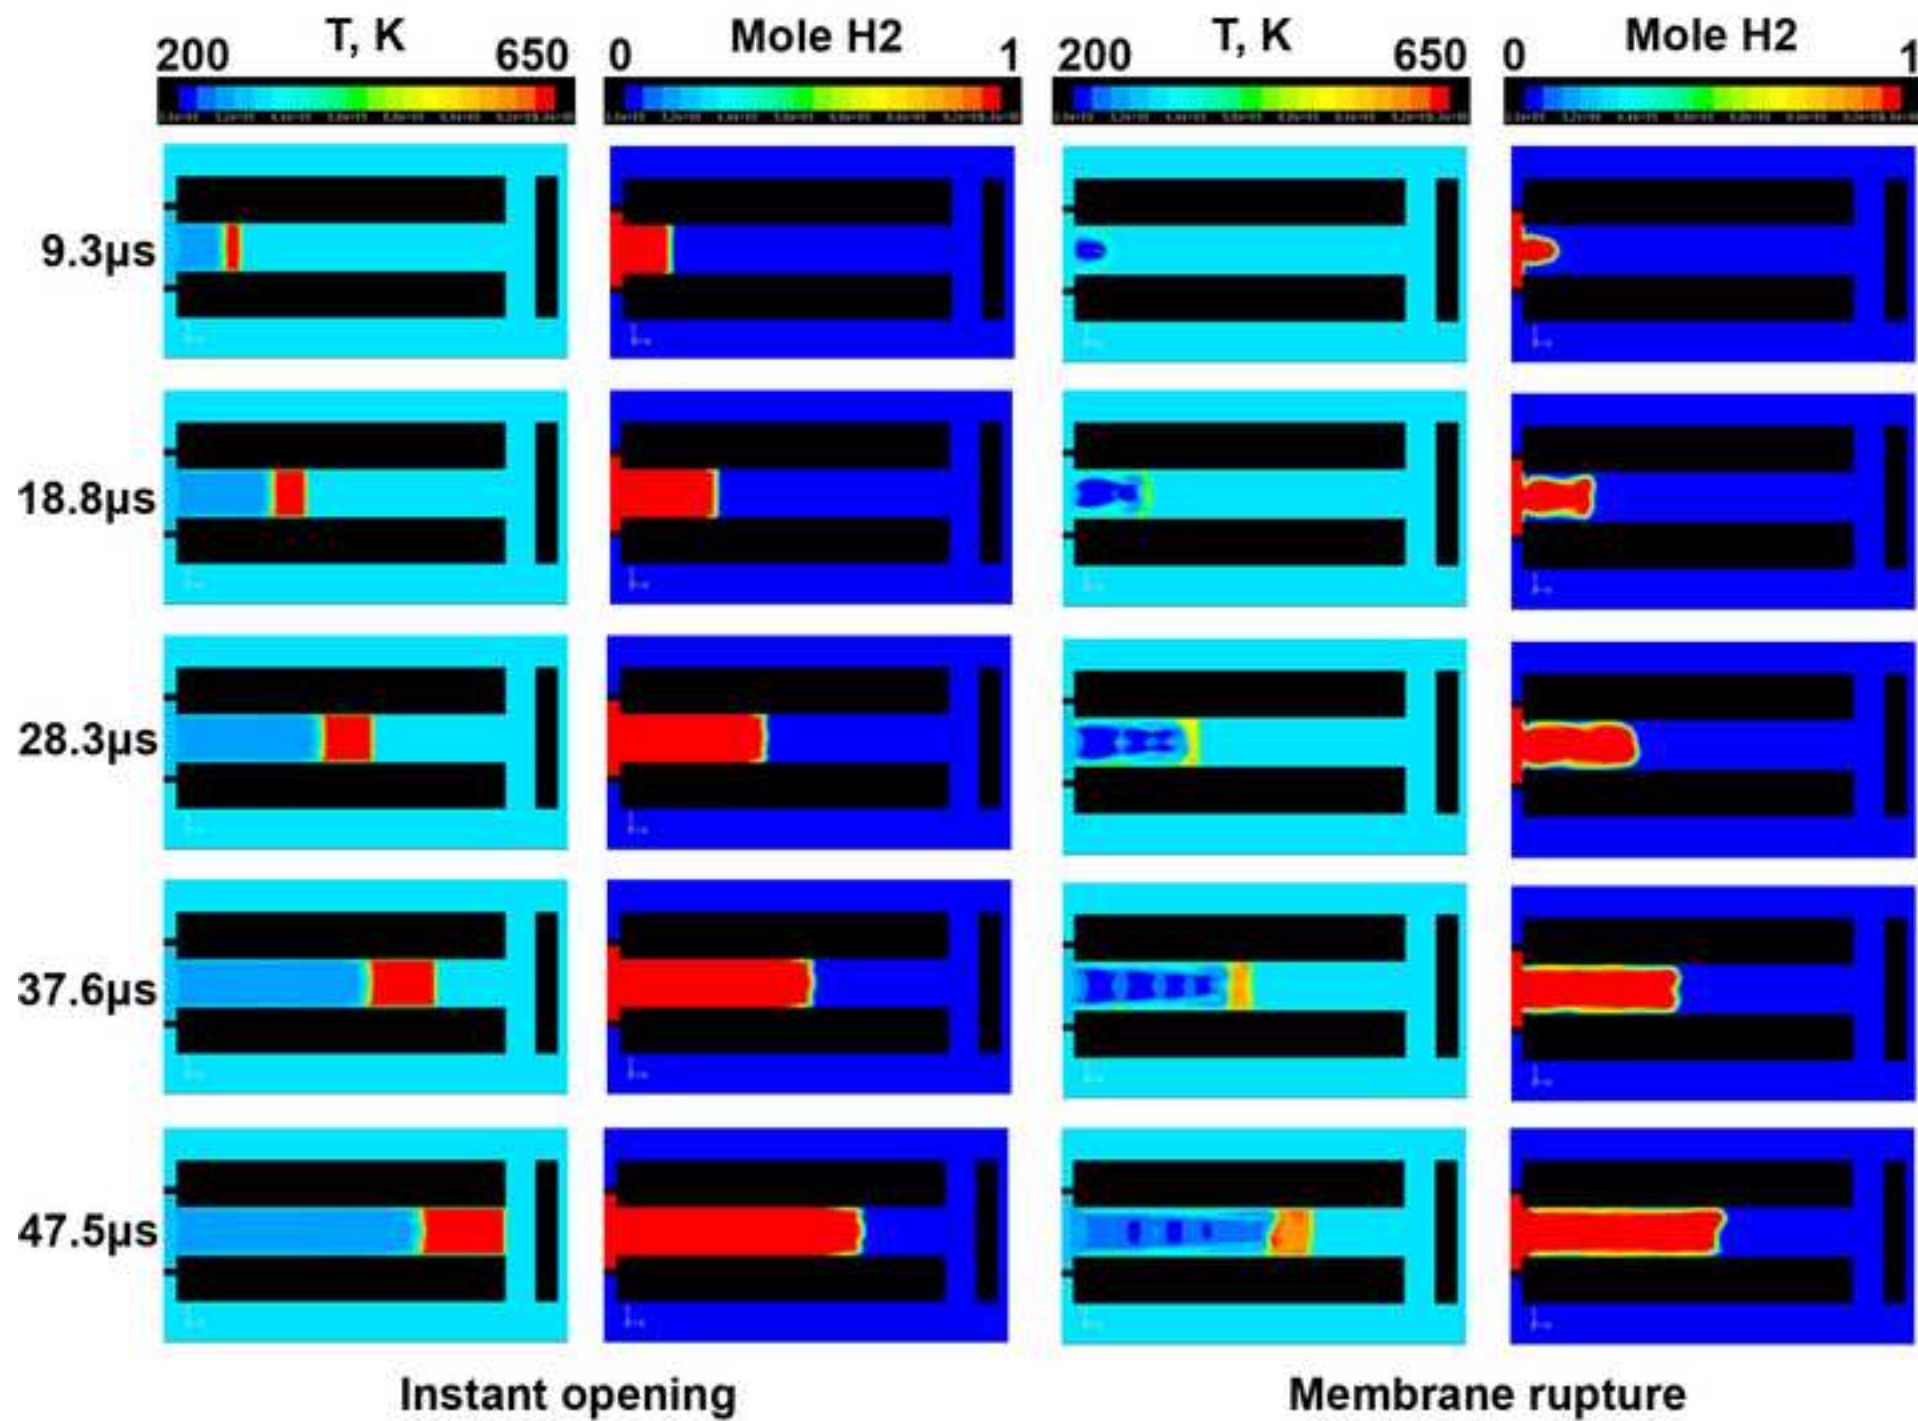 T, K Mole H2 T, K Mole H2
200 650 0 1 200 650 0 1
9.3µs
18.8µs
28.3µs
37.6µs
47.5µs
Instant opening Membrane rupture